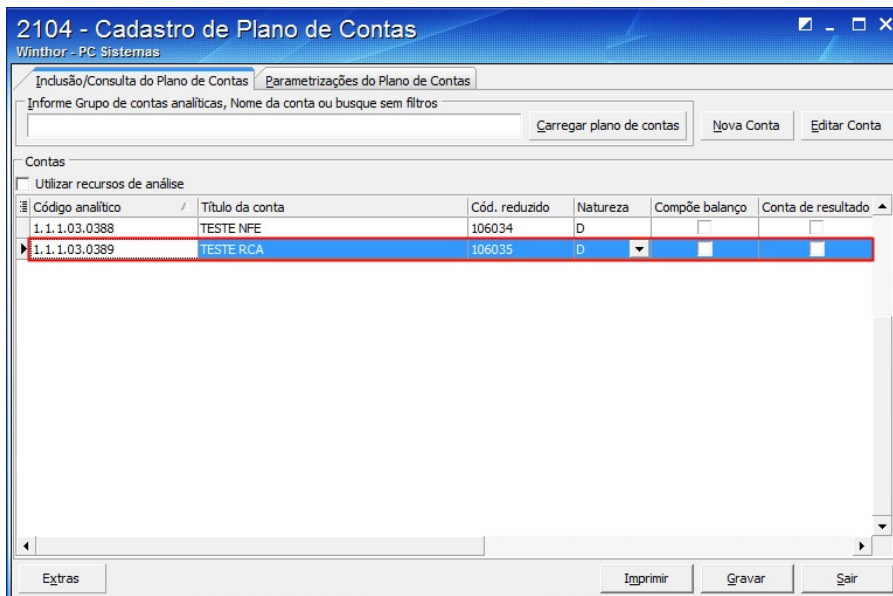 2104 - Cadastro de Plano de Contas
Winthor - PC Sistemas
Inclusão/Consulta do Plano de Contas Parametrizações do Plano de Contas
Informe Grupo de contas analíticas, Nome da conta ou busque sem filtros
Carregar plano de contas Nova Conta Editar Conta
Contas
Utilizar recursos de análise
Código analítico Título da conta Cód. reduzido Natureza Compõe balanço Conta de resultado
1.1.1.03.0388 TESTE NFE 106034 D
1.1.1.03.0389 TESTE RCA 106035 D
Extras Imprimir Gravar Sair